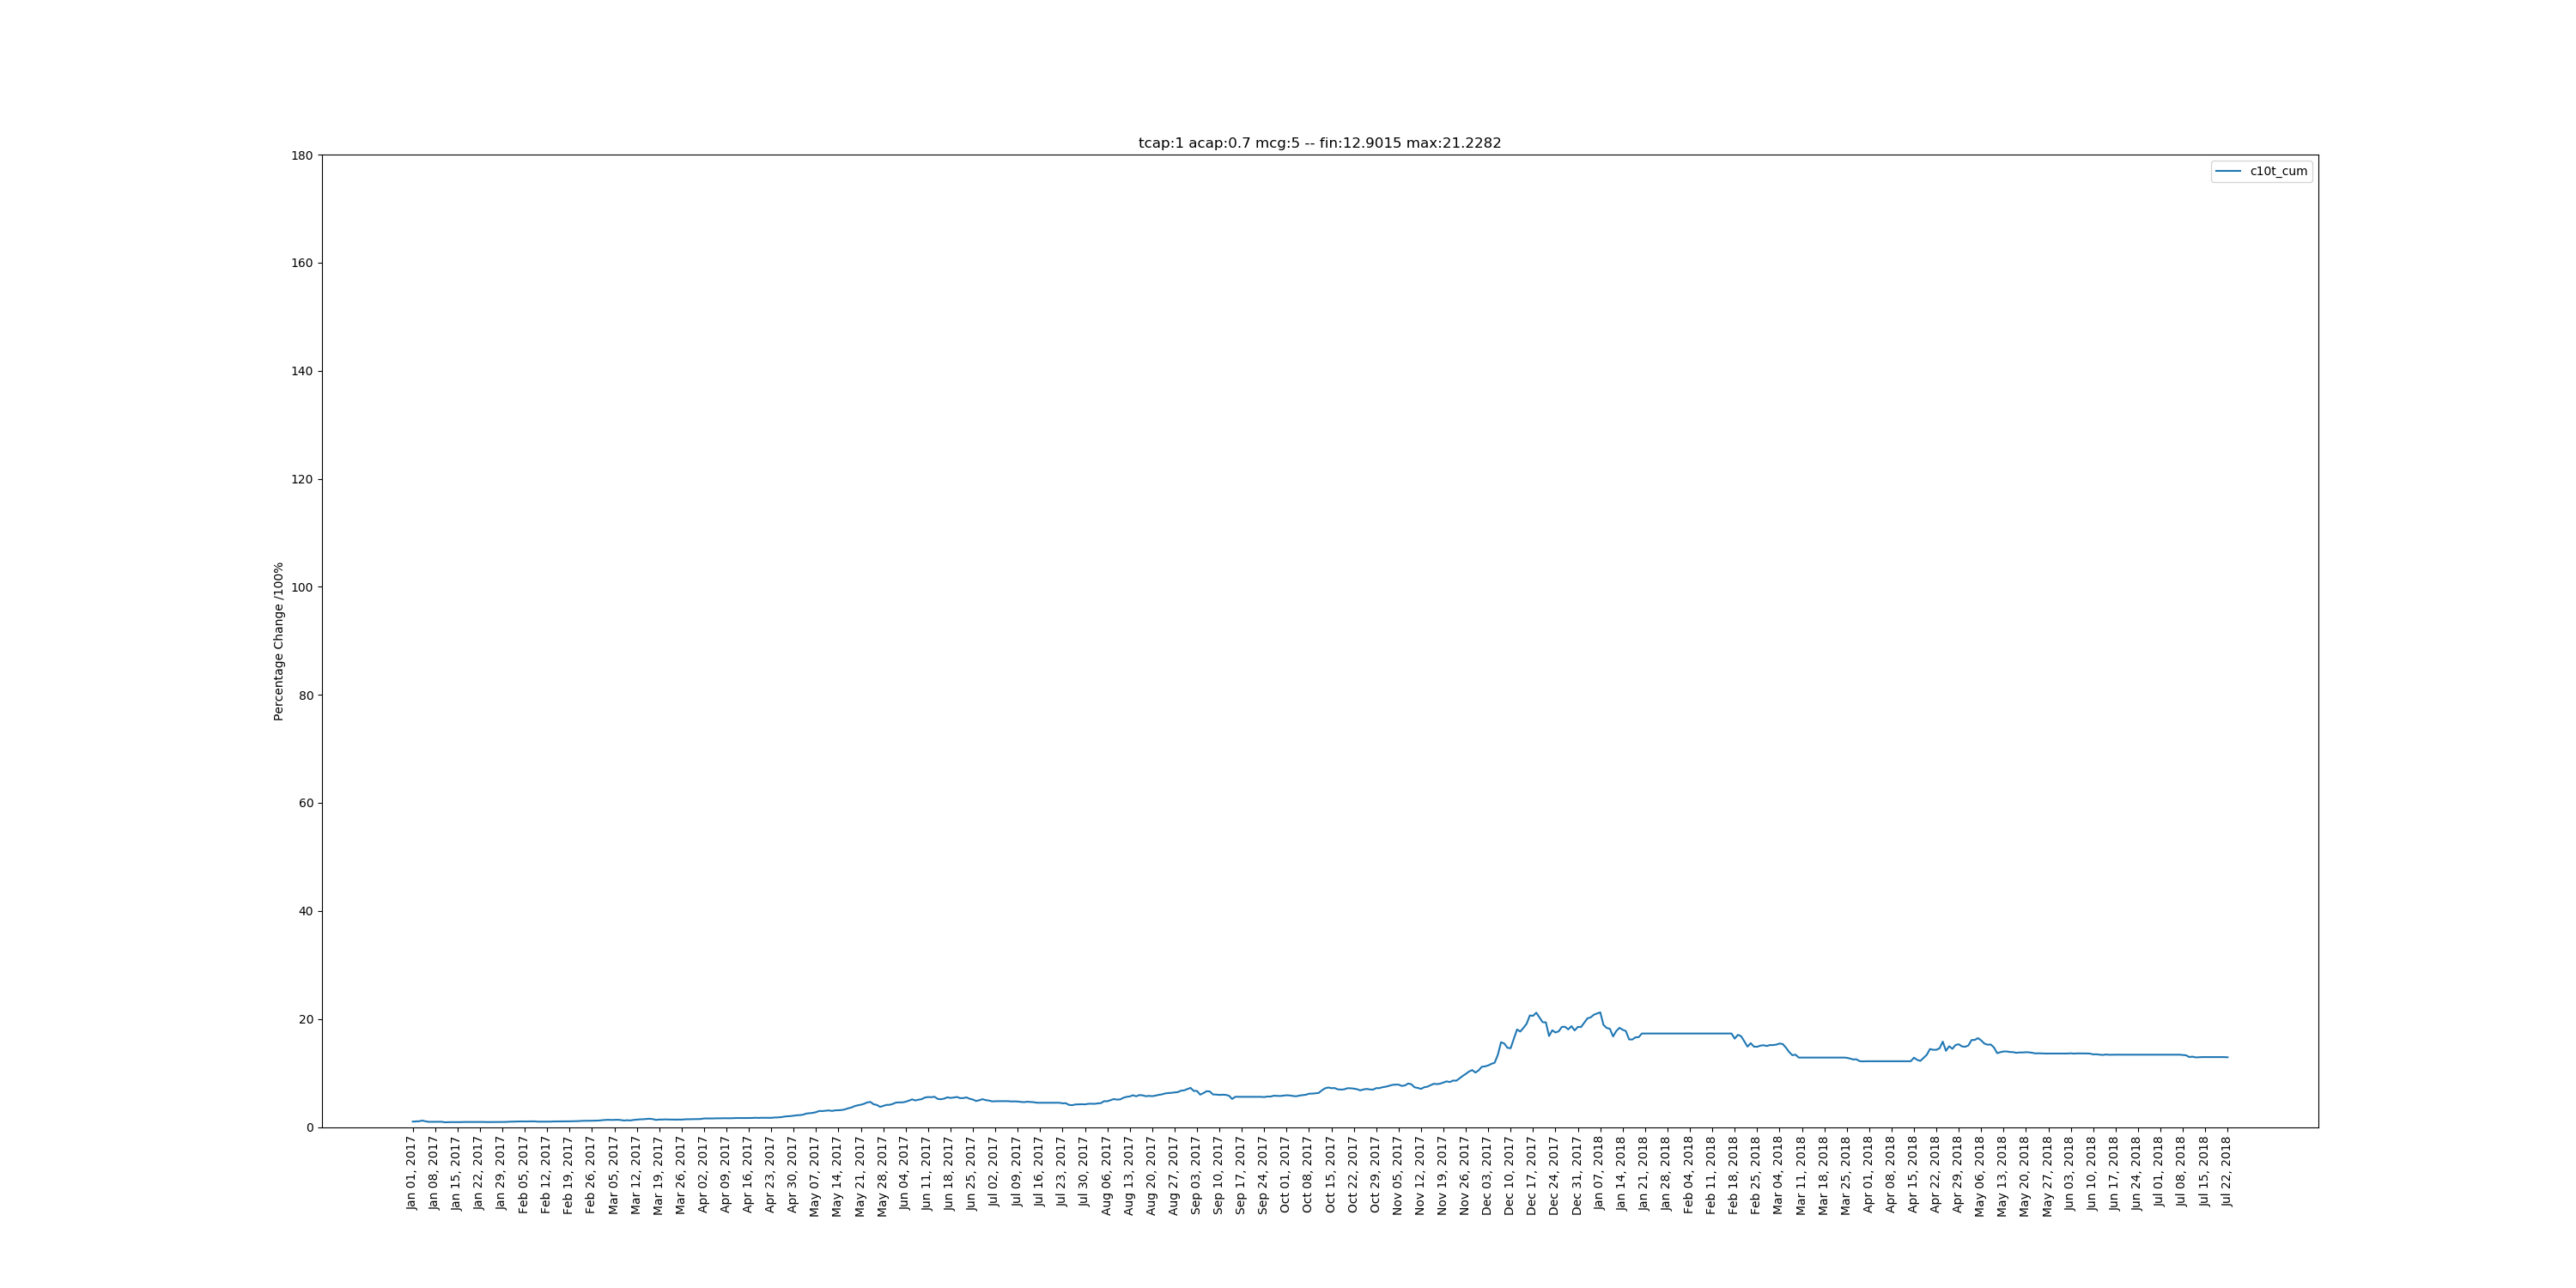 tcap:1 acap:0.7 mcg:5 -- fin:12.9015 max:21.2282
c10t_cum
Percentage Change /100%
180
160
140
120
100
80
60
40
20
0
Jan 01, 2017
Jan 08, 2017
Jan 15, 2017
Jan 22, 2017
Jan 29, 2017
Feb 05, 2017
Feb 12, 2017
Feb 19, 2017
Feb 26, 2017
Mar 05, 2017
Mar 12, 2017
Mar 19, 2017
Mar 26, 2017
Apr 02, 2017
Apr 09, 2017
Apr 16, 2017
Apr 23, 2017
Apr 30, 2017
May 07, 2017
May 14, 2017
May 21, 2017
May 28, 2017
Jun 04, 2017
Jun 11, 2017
Jun 18, 2017
Jun 25, 2017
Jul 02, 2017
Jul 09, 2017
Jul 16, 2017
Jul 23, 2017
Jul 30, 2017
Aug 06, 2017
Aug 13, 2017
Aug 20, 2017
Aug 27, 2017
Sep 03, 2017
Sep 10, 2017
Sep 17, 2017
Sep 24, 2017
Oct 01, 2017
Oct 08, 2017
Oct 15, 2017
Oct 22, 2017
Oct 29, 2017
Nov 05, 2017
Nov 12, 2017
Nov 19, 2017
Nov 26, 2017
Dec 03, 2017
Dec 10, 2017
Dec 17, 2017
Dec 24, 2017
Dec 31, 2017
Jan 07, 2018
Jan 14, 2018
Jan 21, 2018
Jan 28, 2018
Feb 04, 2018
Feb 11, 2018
Feb 18, 2018
Feb 25, 2018
Mar 04, 2018
Mar 11, 2018
Mar 18, 2018
Mar 25, 2018
Apr 01, 2018
Apr 08, 2018
Apr 15, 2018
Apr 22, 2018
Apr 29, 2018
May 06, 2018
May 13, 2018
May 20, 2018
May 27, 2018
Jun 03, 2018
Jun 10, 2018
Jun 17, 2018
Jun 24, 2018
Jul 01, 2018
Jul 08, 2018
Jul 15, 2018
Jul 22, 2018